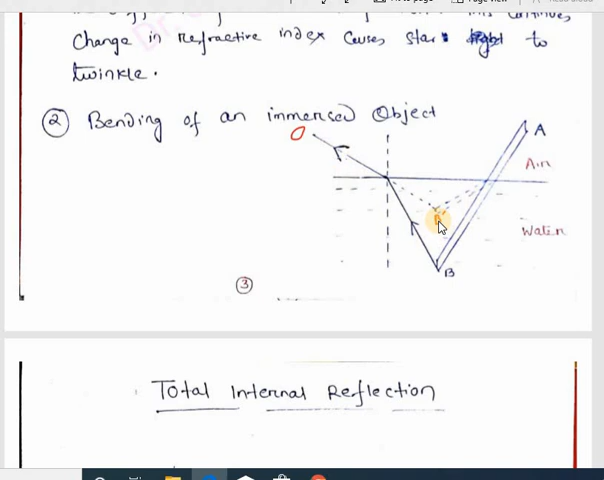 Change in Refractive index Causes star light to
twinkle.
② Bending of an immersed Object
O
A
Air
Water
B
③
Total Internal Reflection